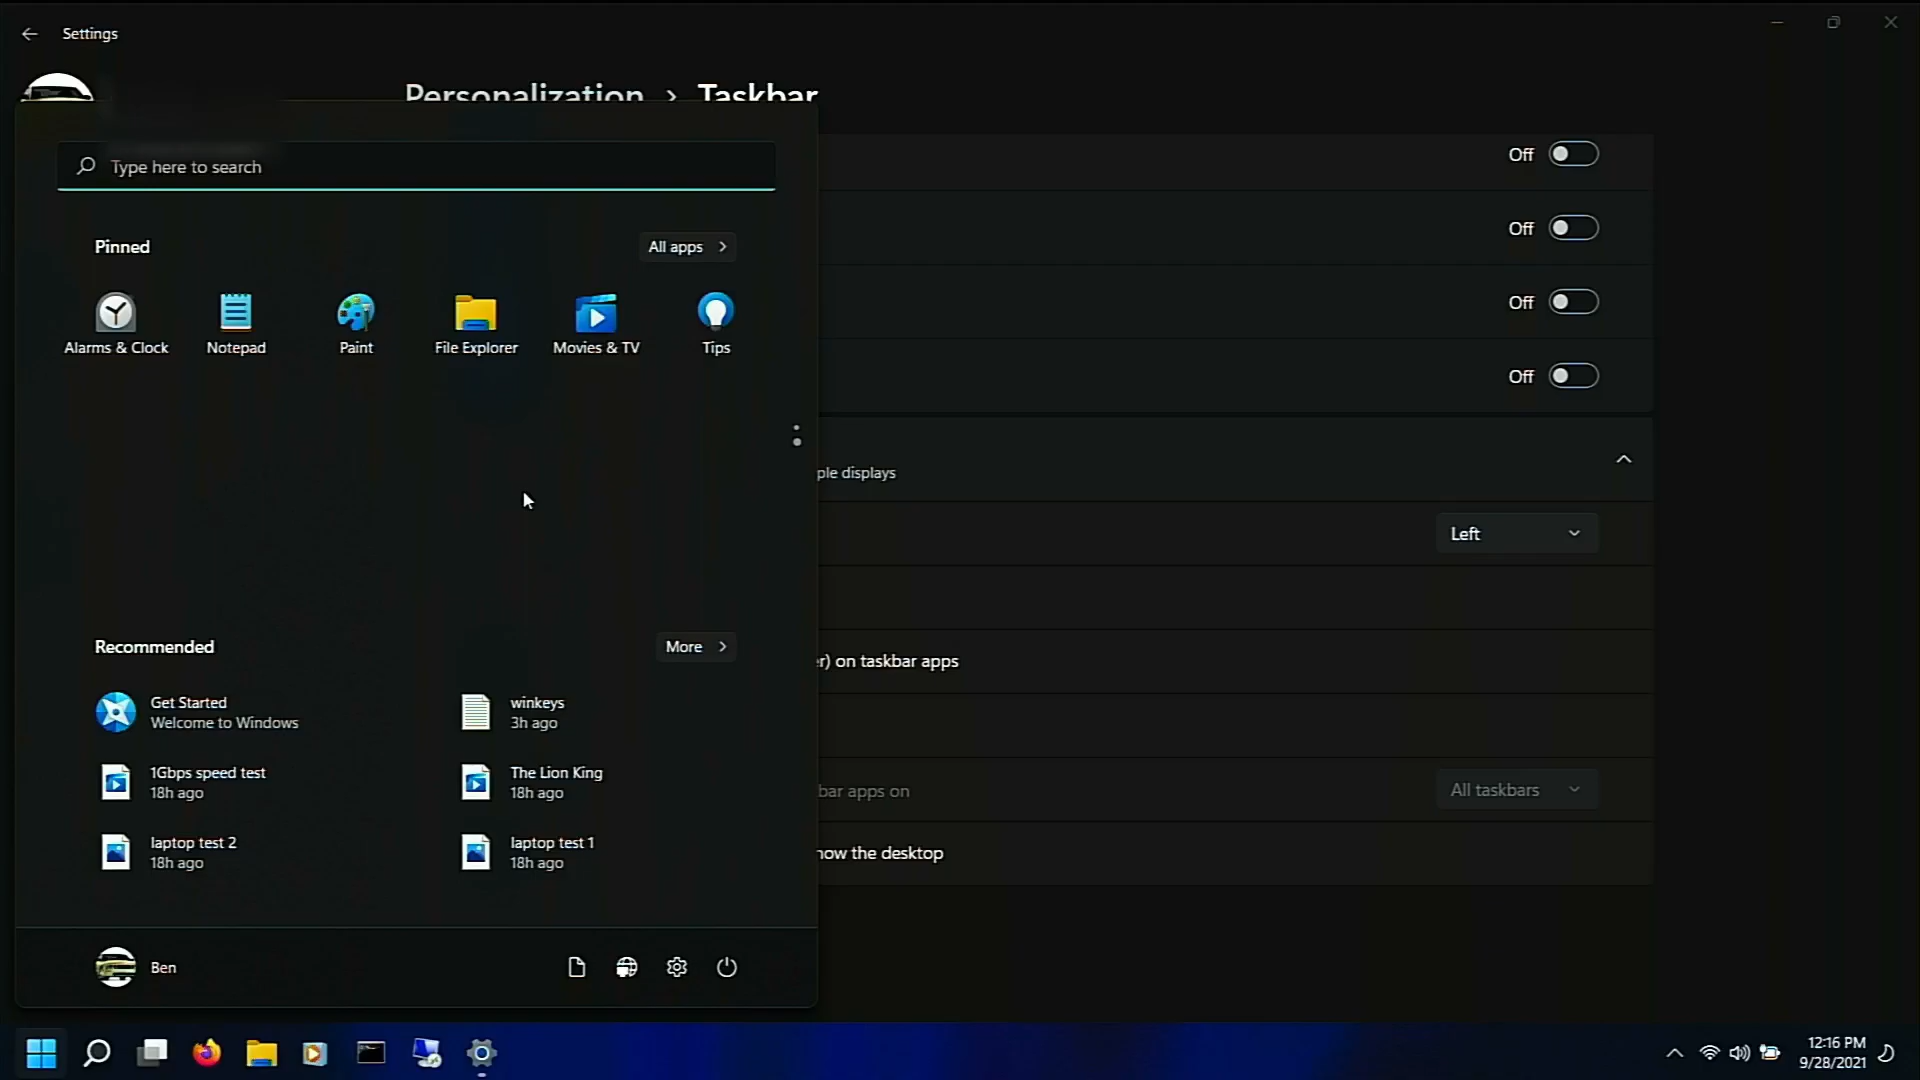 Settings
Personalization > Taskbar
Type here to search
Off
Pinned
All apps
Off
Alarms & Clock
Notepad
Paint
File Explorer
Movies & TV
Tips
Off
Off
ple displays
Left
Recommended
More
r) on taskbar apps
Get Started
Welcome to Windows
winkeys
3h ago
1Gbps speed test
18h ago
The Lion King
18h ago
bar apps on
All taskbars
laptop test 2
18h ago
laptop test 1
18h ago
now the desktop
Ben
12:16 PM
9/28/2021